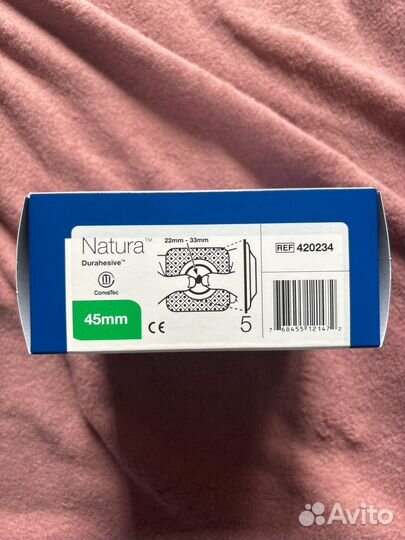 Natura™
Durahesive™
ConvaTec
45mm
22mm - 33mm
CE
5
REF 420234
7 68455 12147 2
Avito